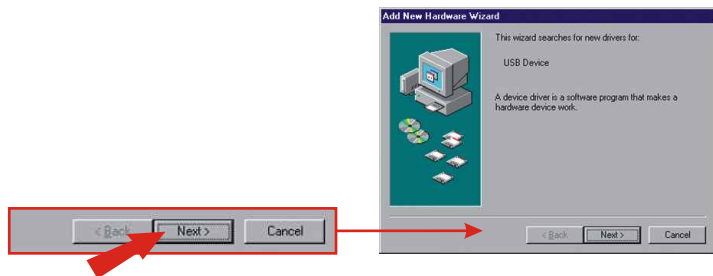 Add New Hardware Wizard
This wizard searches for new drivers for:
USB Device
A device driver is a software program that makes a
hardware device work.
< Back Next > Cancel
< Back Next > Cancel